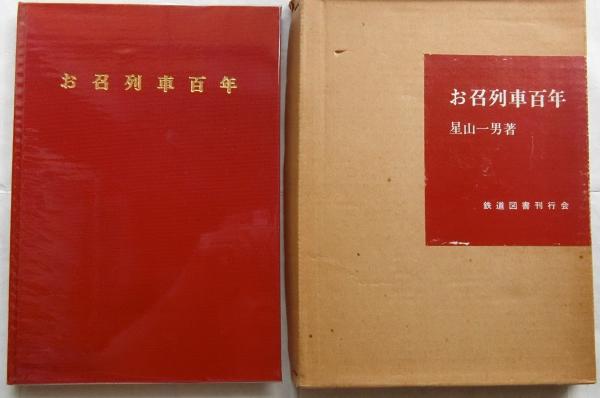 お召列車百年
お召列車百年
星山一男著
鉄道図書刊行会